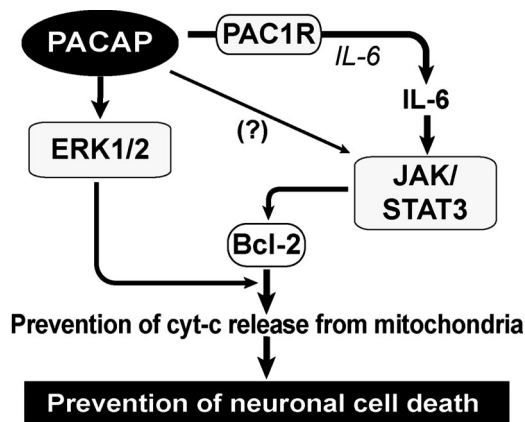 PACAP
PAC1R
IL-6
IL-6
(?)
ERK1/2
JAK/
STAT3
Bcl-2
Prevention of cyt-c release from mitochondria
Prevention of neuronal cell death